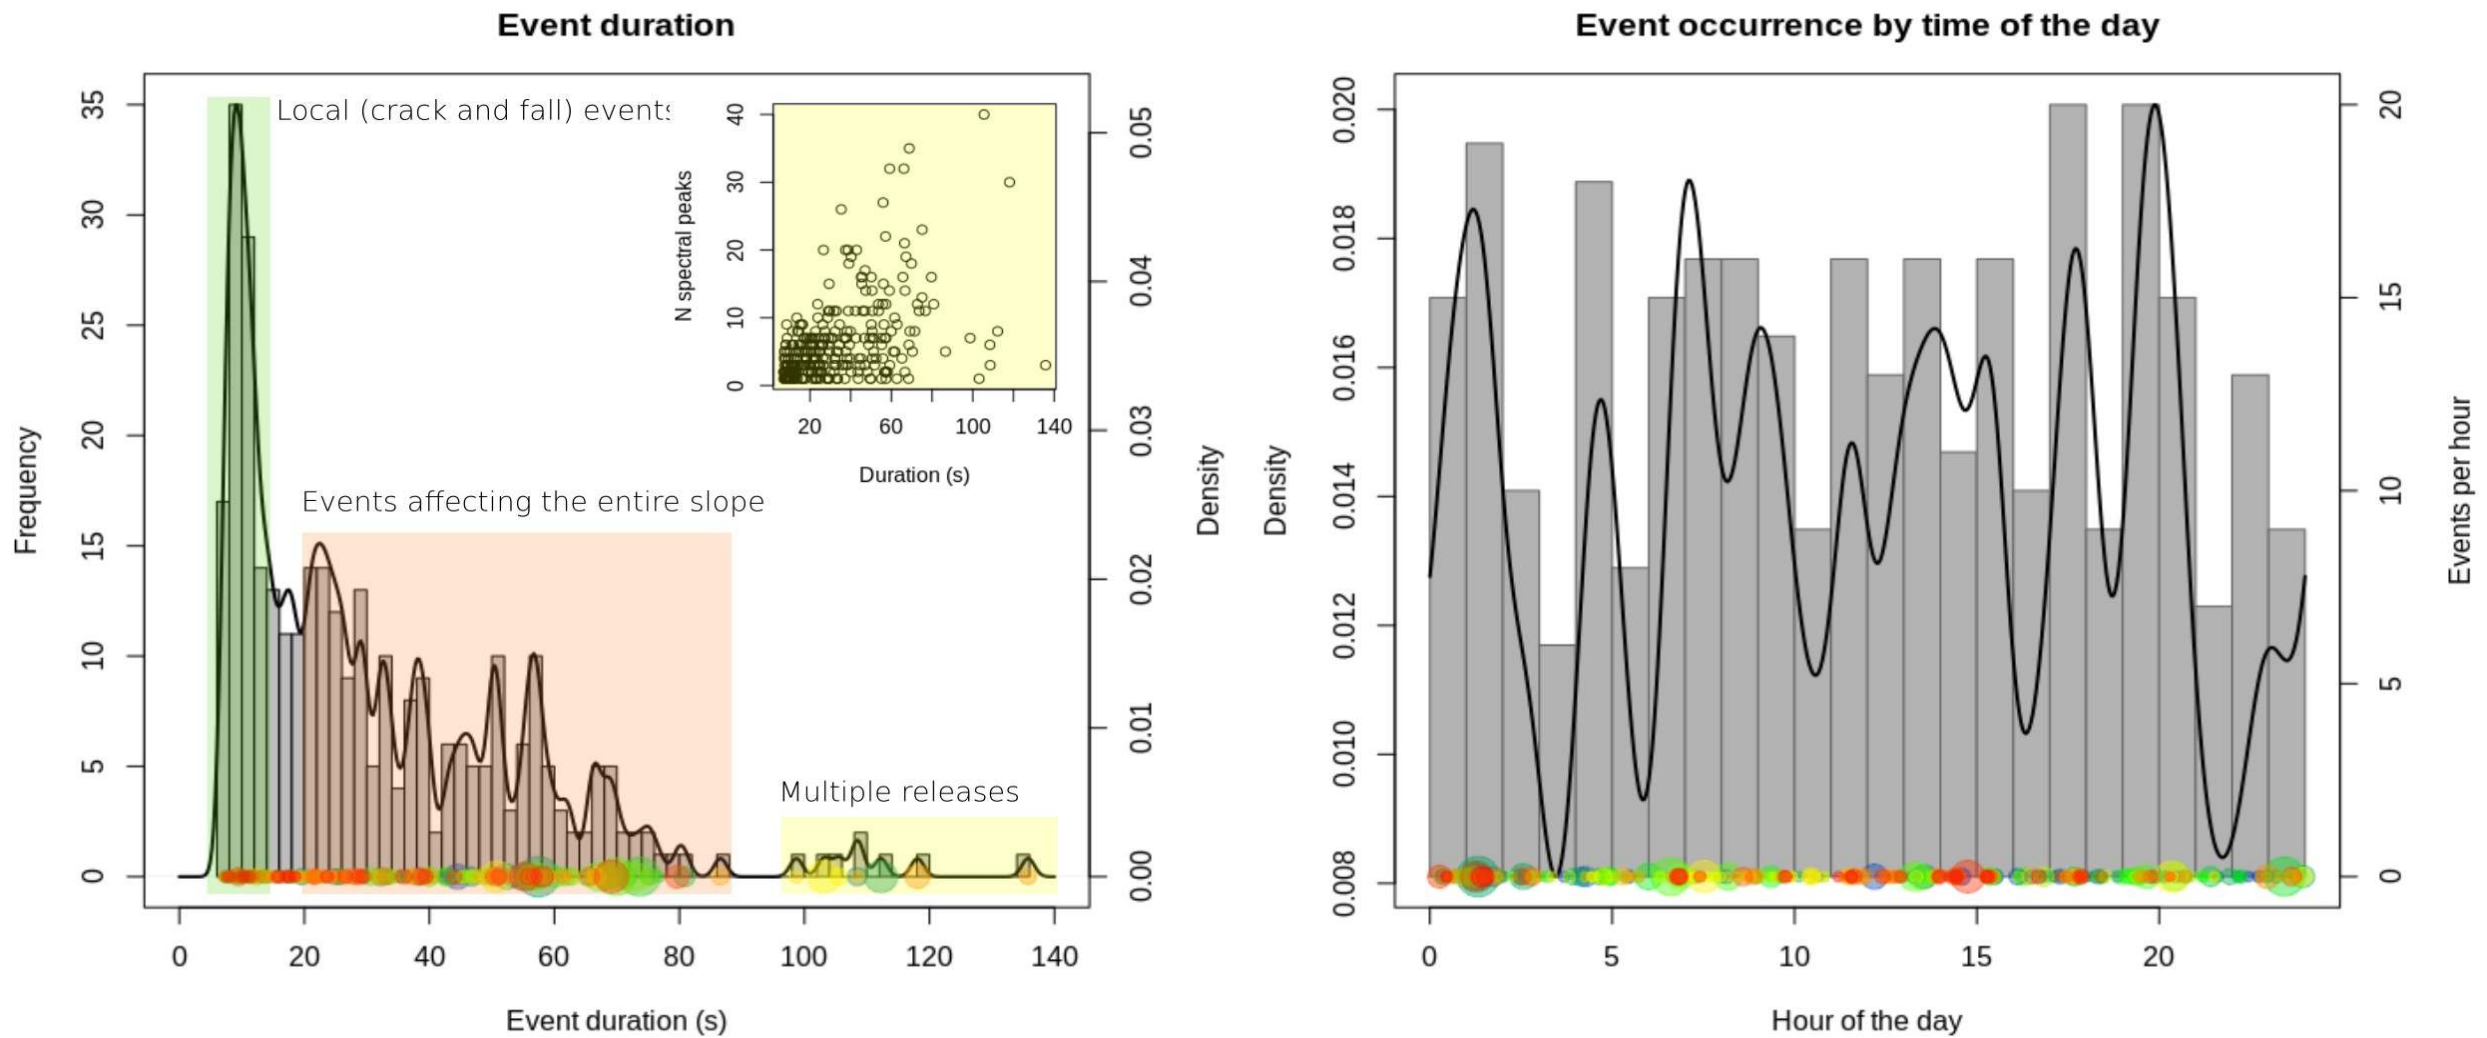 Event duration
Frequency
35
30
25
20
15
10
5
0
Local (crack and fall) events
N spectral peaks
40
30
20
10
0
20 60 100 140
Duration (s)
Events affecting the entire slope
Multiple releases
0.05
0.04
0.03
0.02
0.01
0.00
Density
0 20 40 60 80 100 120 140
Event duration (s)
Event occurrence by time of the day
Density
0.020
0.018
0.016
0.014
0.012
0.010
0.008
20
15
10
5
0
Events per hour
0 5 10 15 20
Hour of the day